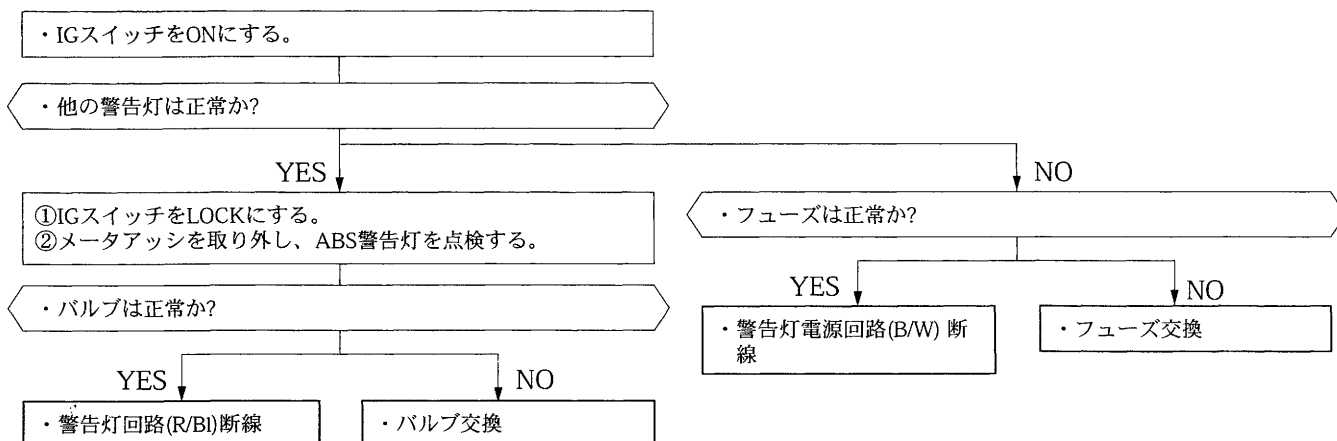 ・IGスイッチをONにする。
・他の警告灯は正常か?
YES
NO
①IGスイッチをLOCKにする。
②メータアッシを取り外し、ABS警告灯を点検する。
・フューズは正常か?
・バルブは正常か?
YES
NO
・警告灯電源回路(B/W) 断
線
・フューズ交換
YES
NO
・警告灯回路(R/Bl)断線
・バルブ交換